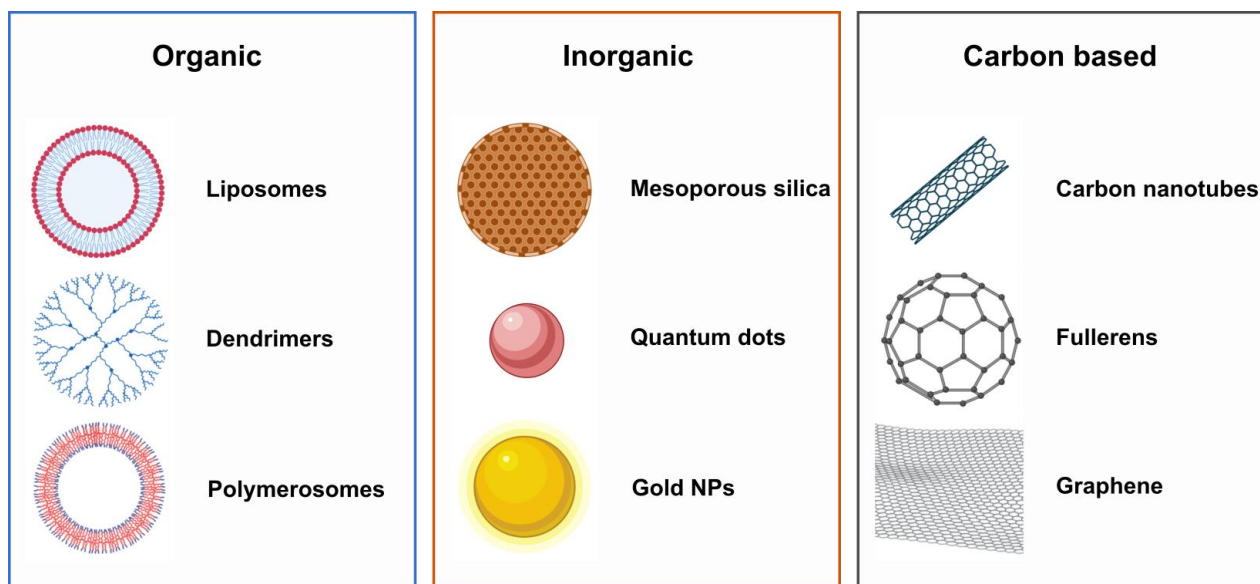 Organic
Liposomes
Dendrimers
Polymerosomes
Inorganic
Mesoporous silica
Quantum dots
Gold NPs
Carbon based
Carbon nanotubes
Fullerens
Graphene